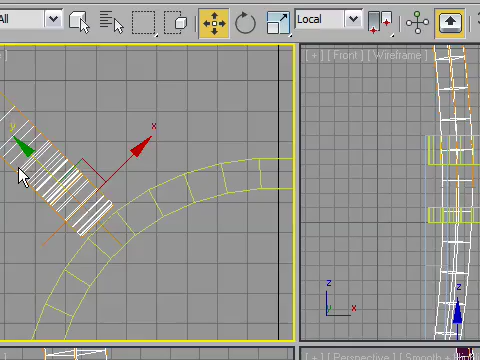 All
Local
[ + ] [ Front ] [ Wireframe ]
x
y
z
z
x
y
[ + ] [ Perspective ] [ Smooth +